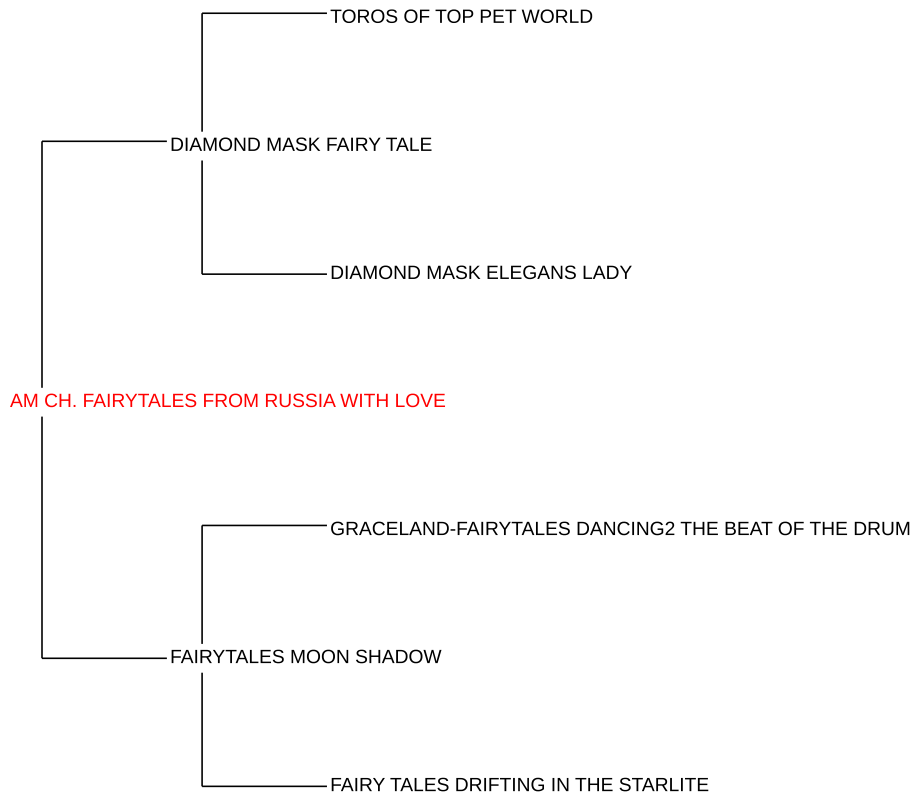 TOROS OF TOP PET WORLD
DIAMOND MASK FAIRY TALE
DIAMOND MASK ELEGANS LADY
AM CH. FAIRYTALES FROM RUSSIA WITH LOVE
GRACELAND-FAIRYTALES DANCING2 THE BEAT OF THE DRUM
FAIRYTALES MOON SHADOW
FAIRY TALES DRIFTING IN THE STARLITE